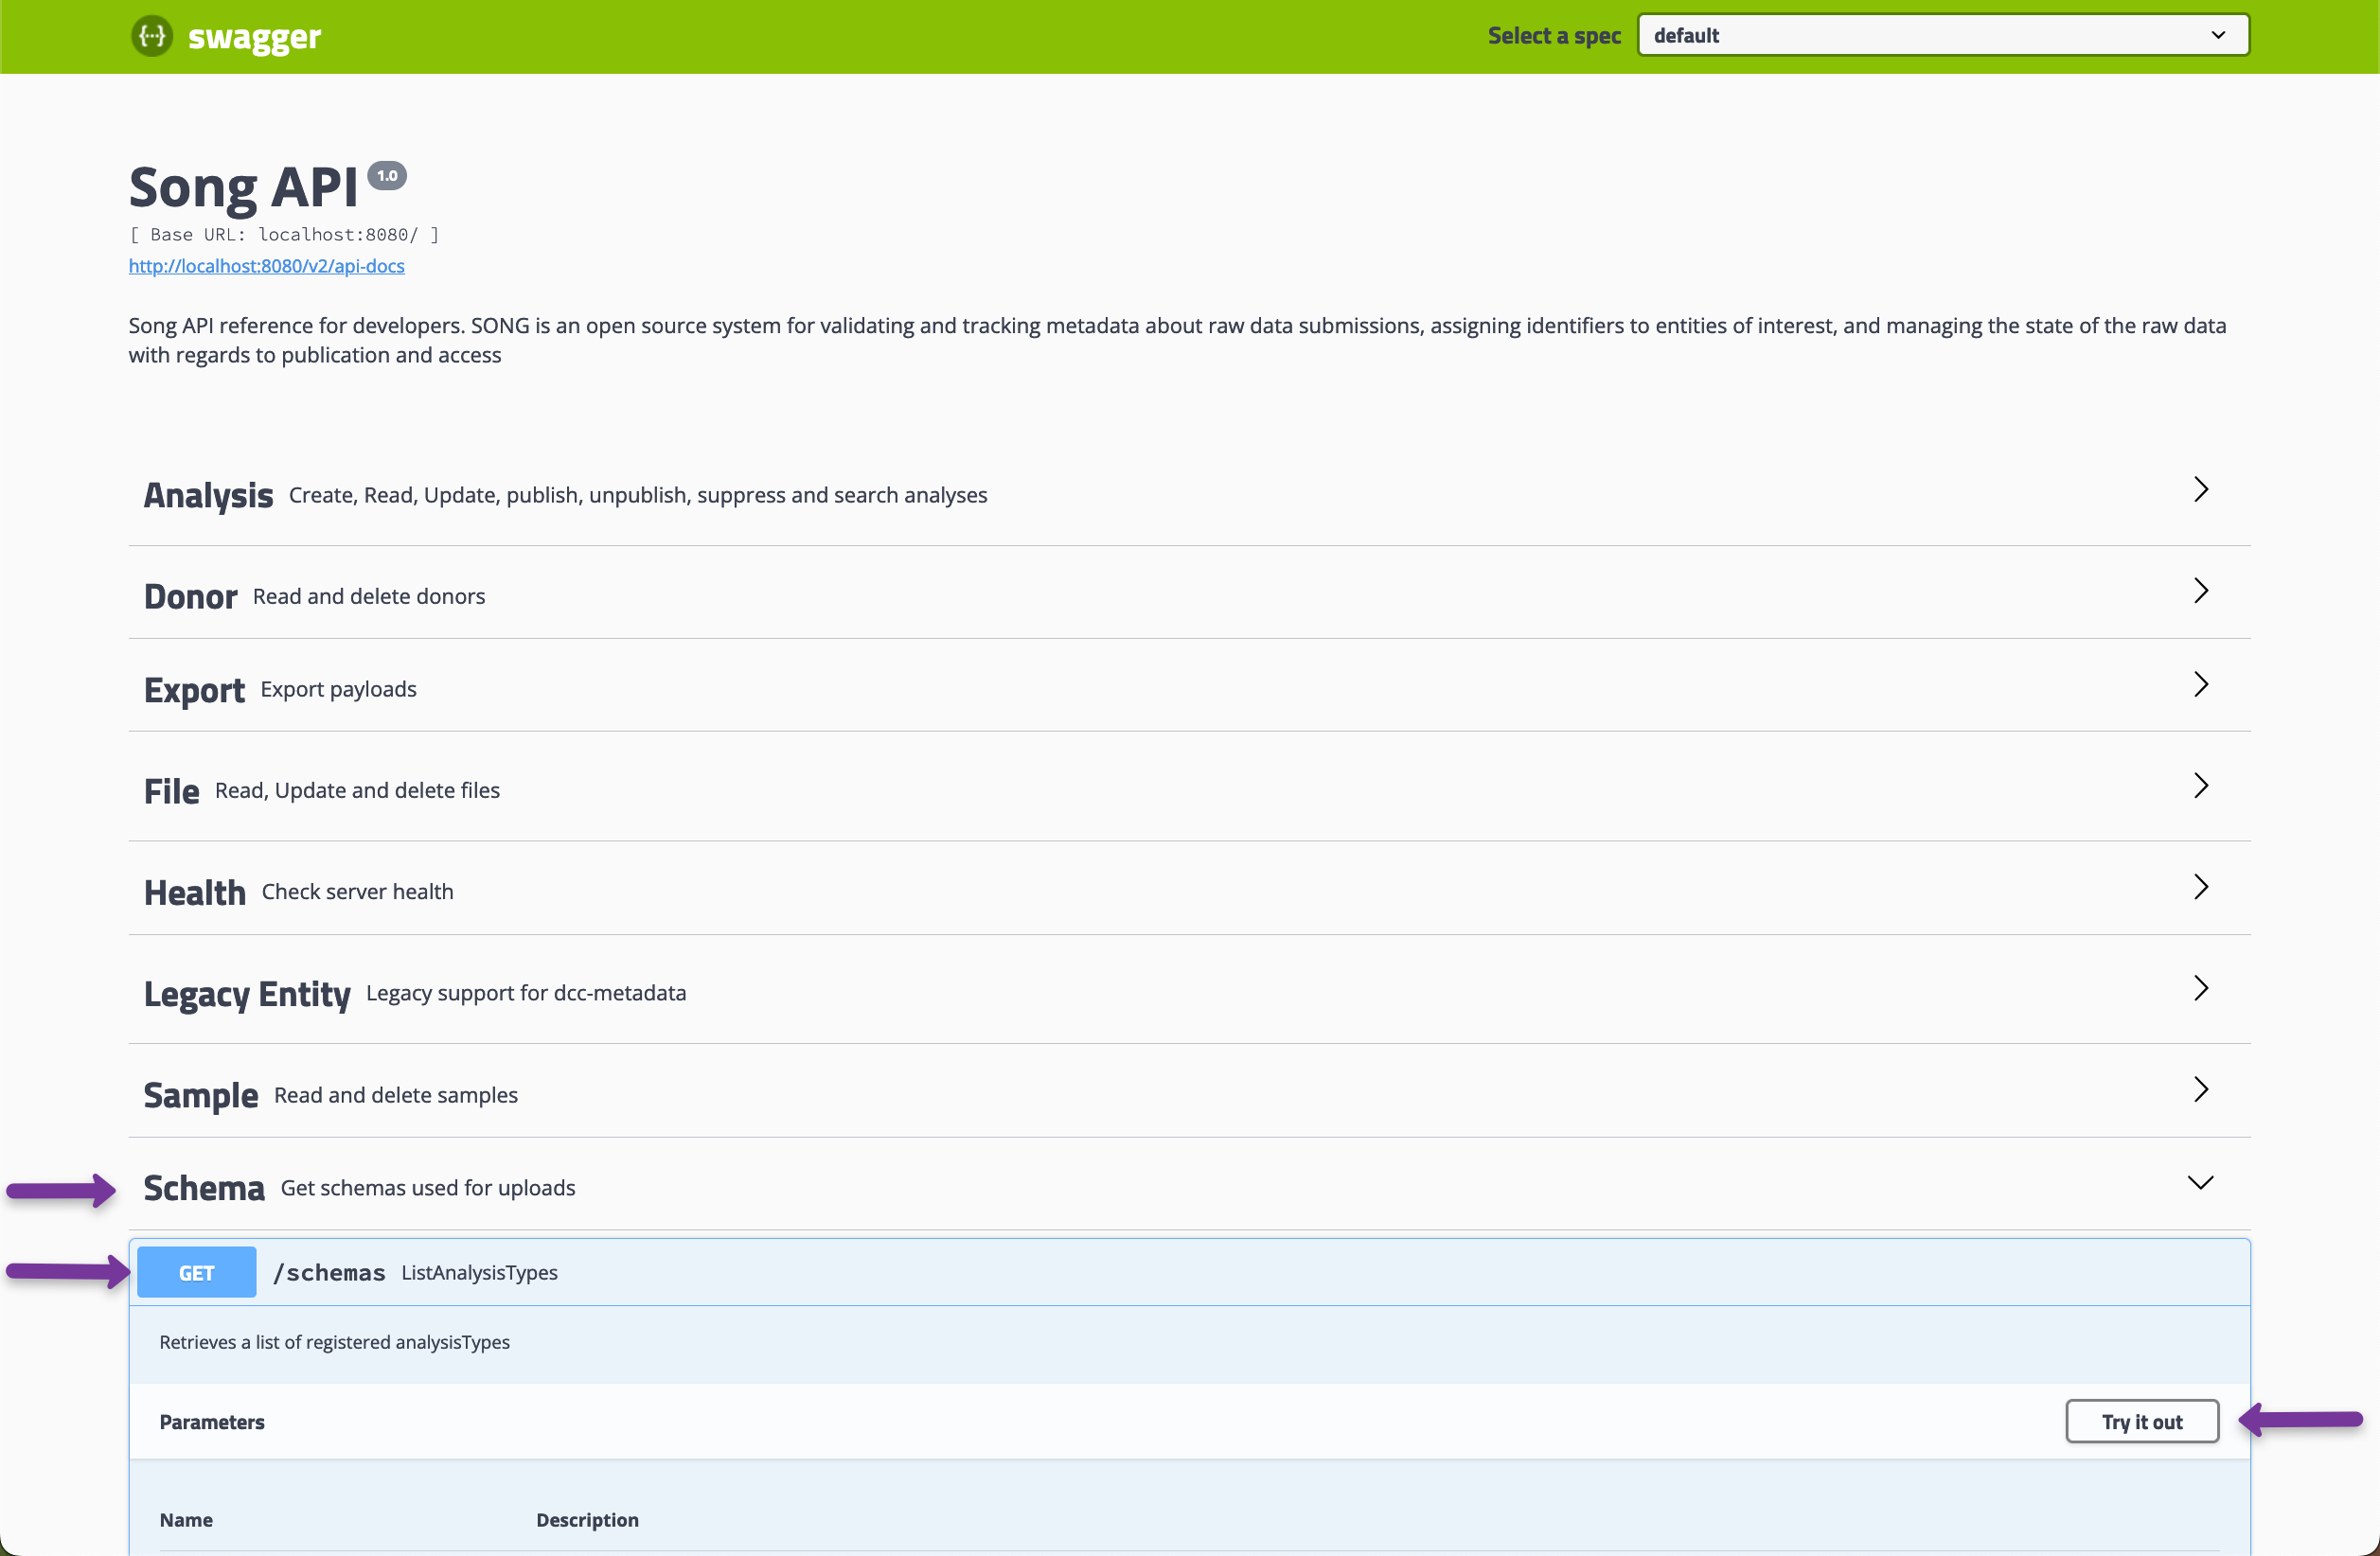 swagger
Select a spec
default
Song API 1.0
[ Base URL: localhost:8080/ ]
http://localhost:8080/v2/api-docs
Song API reference for developers. SONG is an open source system for validating and tracking metadata about raw data submissions, assigning identifiers to entities of interest, and managing the state of the raw data
with regards to publication and access
Analysis Create, Read, Update, publish, unpublish, suppress and search analyses
Donor Read and delete donors
Export Export payloads
File Read, Update and delete files
Health Check server health
Legacy Entity Legacy support for dcc-metadata
Sample Read and delete samples
Schema Get schemas used for uploads
GET /schemas ListAnalysisTypes
Retrieves a list of registered analysisTypes
Parameters
Try it out
Name Description